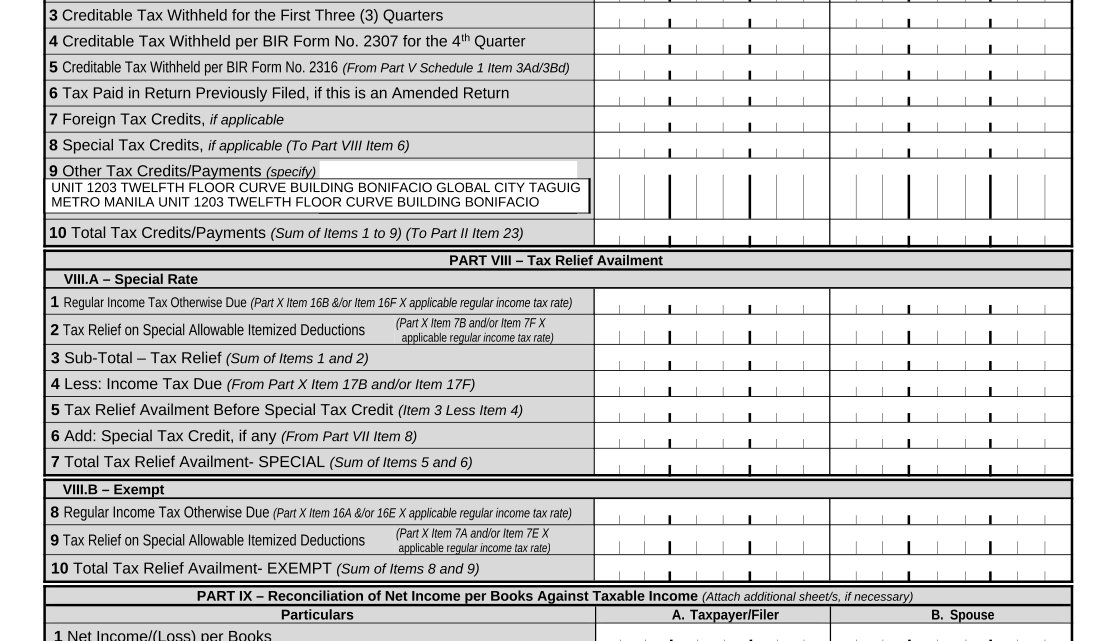 3 Creditable Tax Withheld for the First Three (3) Quarters
4 Creditable Tax Withheld per BIR Form No. 2307 for the 4th Quarter
5 Creditable Tax Withheld per BIR Form No. 2316 (From Part V Schedule 1 Item 3Ad/3Bd)
6 Tax Paid in Return Previously Filed, if this is an Amended Return
7 Foreign Tax Credits, if applicable
8 Special Tax Credits, if applicable (To Part VIII Item 6)
9 Other Tax Credits/Payments (specify)
UNIT 1203 TWELFTH FLOOR CURVE BUILDING BONIFACIO GLOBAL CITY TAGUIG
METRO MANILA UNIT 1203 TWELFTH FLOOR CURVE BUILDING BONIFACIO
10 Total Tax Credits/Payments (Sum of Items 1 to 9) (To Part II Item 23)
PART VIII – Tax Relief Availment
VIII.A – Special Rate
1 Regular Income Tax Otherwise Due (Part X Item 16B &/or Item 16F X applicable regular income tax rate)
2 Tax Relief on Special Allowable Itemized Deductions (Part X Item 7B and/or Item 7F X
applicable regular income tax rate)
3 Sub-Total – Tax Relief (Sum of Items 1 and 2)
4 Less: Income Tax Due (From Part X Item 17B and/or Item 17F)
5 Tax Relief Availment Before Special Tax Credit (Item 3 Less Item 4)
6 Add: Special Tax Credit, if any (From Part VII Item 8)
7 Total Tax Relief Availment- SPECIAL (Sum of Items 5 and 6)
VIII.B – Exempt
8 Regular Income Tax Otherwise Due (Part X Item 16A &/or 16E X applicable regular income tax rate)
9 Tax Relief on Special Allowable Itemized Deductions (Part X Item 7A and/or Item 7E X
applicable regular income tax rate)
10 Total Tax Relief Availment- EXEMPT (Sum of Items 8 and 9)
PART IX – Reconciliation of Net Income per Books Against Taxable Income (Attach additional sheet/s, if necessary)
Particulars A. Taxpayer/Filer B. Spouse
1 Net Income/(Loss) per Books